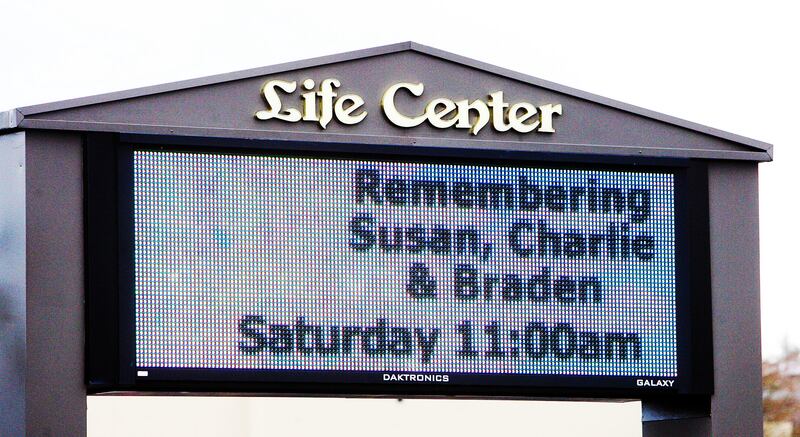 Life Center
Remembering
Susan, Charlie
& Braden
Saturday 11:00am
DAKTRONICS
GALAXY